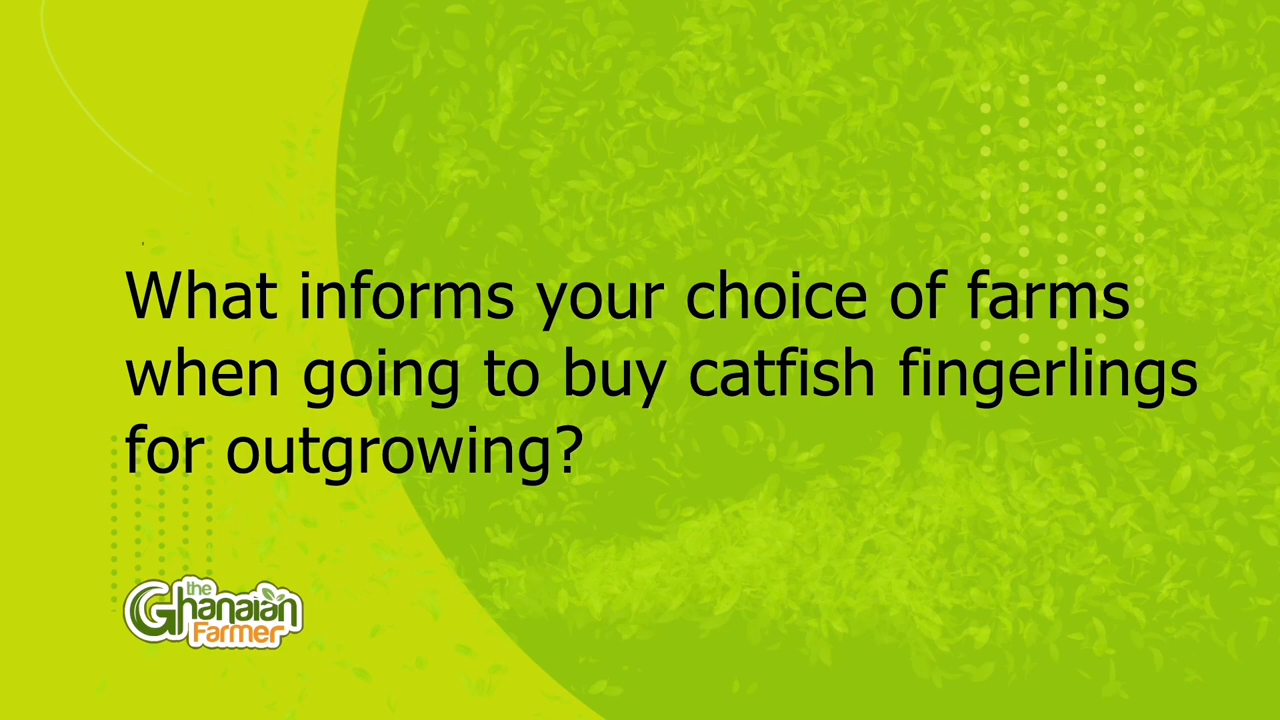 What informs your choice of farms
when going to buy catfish fingerlings
for outgrowing?
the
Ghanaian
Farmer